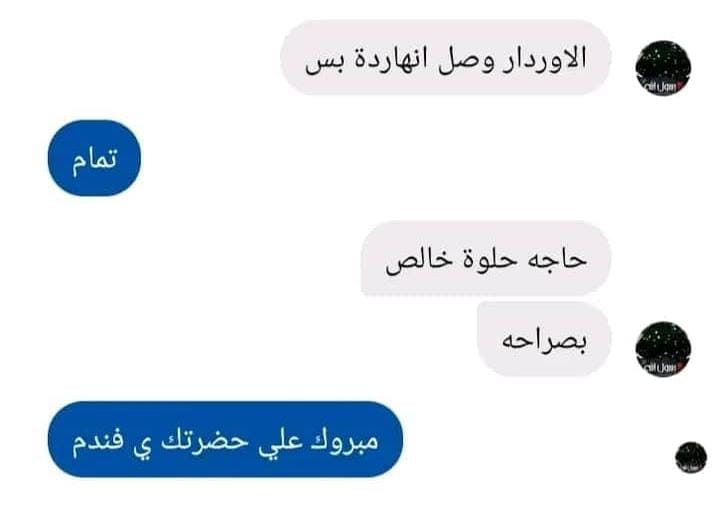 الاوردار وصل انهاردة بس
تمام
حاجه حلوة خالص
بصراحه
مبروك علي حضرتك ي فندم